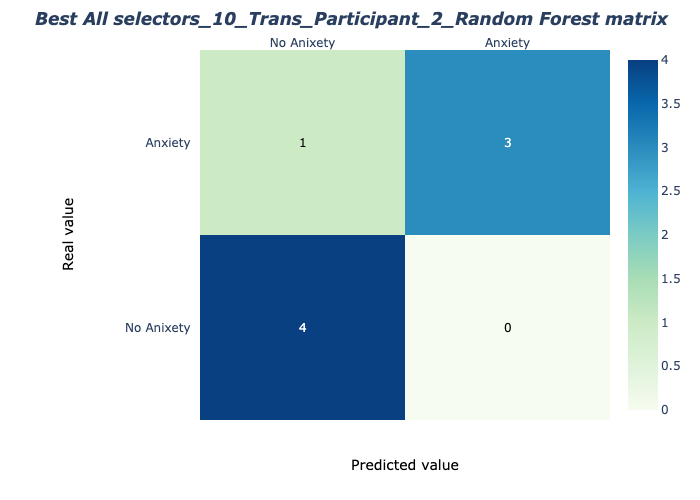 Best All selectors_10_Trans_Participant_2_Random Forest matrix
No Anixety
Anxiety
4
3.5
3
2.5
2
1.5
1
0.5
0
Anxiety
1
3
Real value
No Anixety
4
0
Predicted value